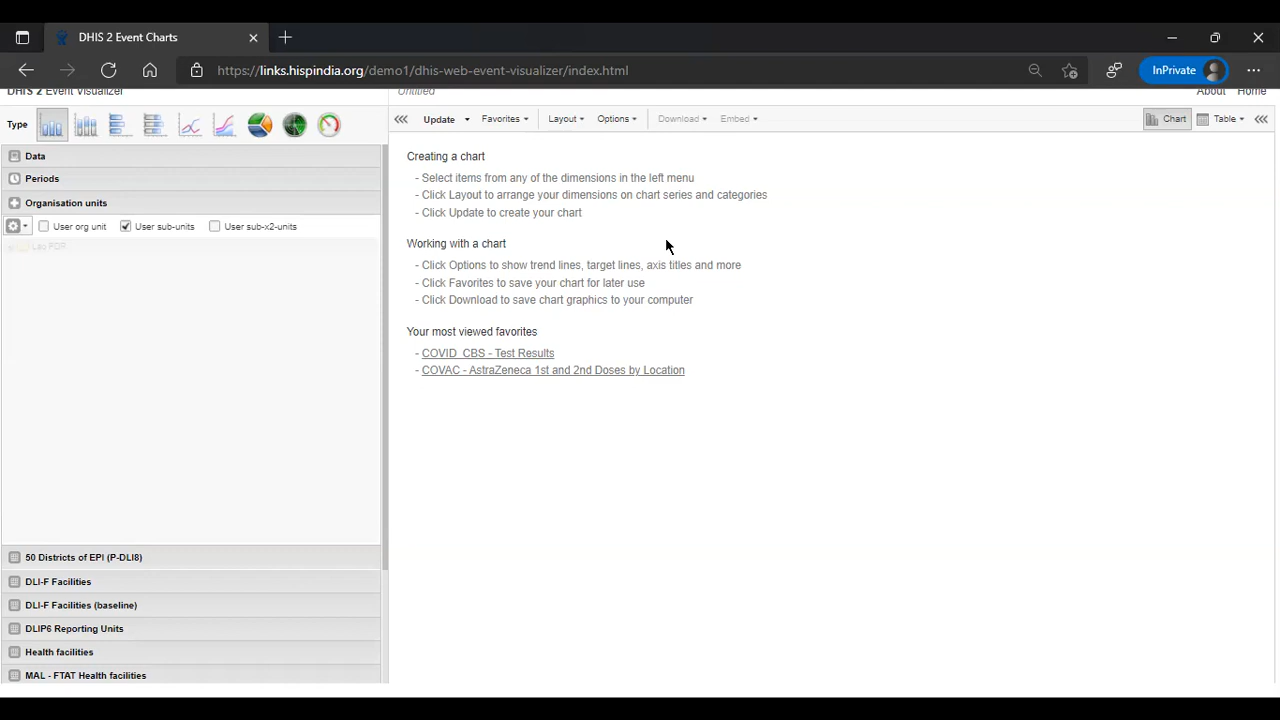 DHIS 2 Event Charts
https://links.hispindia.org/demo1/dhis-web-event-visualizer/index.html
InPrivate
DHIS 2 Event Visualizer
Untitled
About Home
Type
Update Favorites Layout Options Download Embed Chart Table
Data
Periods
Organisation units
User org unit User sub-units User sub-x2-units
Lao PDR
50 Districts of EPI (P-DLI8)
DLI-F Facilities
DLI-F Facilities (baseline)
DLIP6 Reporting Units
Health facilities
MAL - FTAT Health facilities
Creating a chart
- Select items from any of the dimensions in the left menu
- Click Layout to arrange your dimensions on chart series and categories
- Click Update to create your chart
Working with a chart
- Click Options to show trend lines, target lines, axis titles and more
- Click Favorites to save your chart for later use
- Click Download to save chart graphics to your computer
Your most viewed favorites
- COVID_CBS - Test Results
- COVAC - AstraZeneca 1st and 2nd Doses by Location